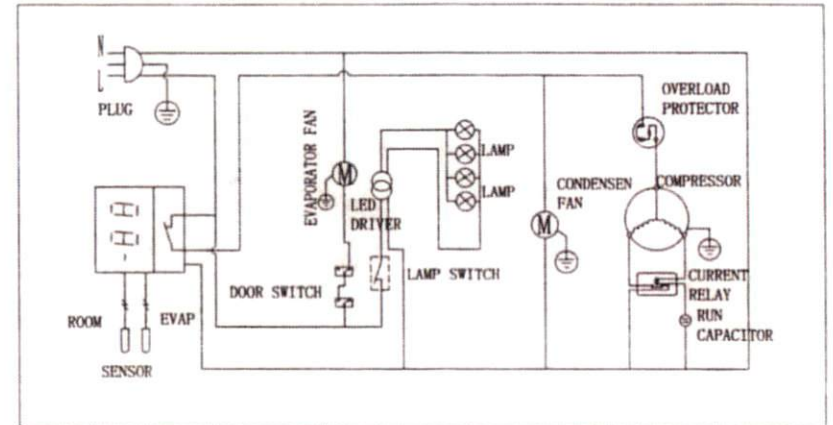 N
L
PLUG
OVERLOAD
PROTECTOR
EVAPORATOR FAN
M
LED
DRIVER
LAMP
LAMP
CONDENSEN
FAN
COMPRESSOR
M
DOOR SWITCH
LAMP SWITCH
CURRENT
RELAY
RUN
CAPACITOR
ROOM
EVAP
SENSOR